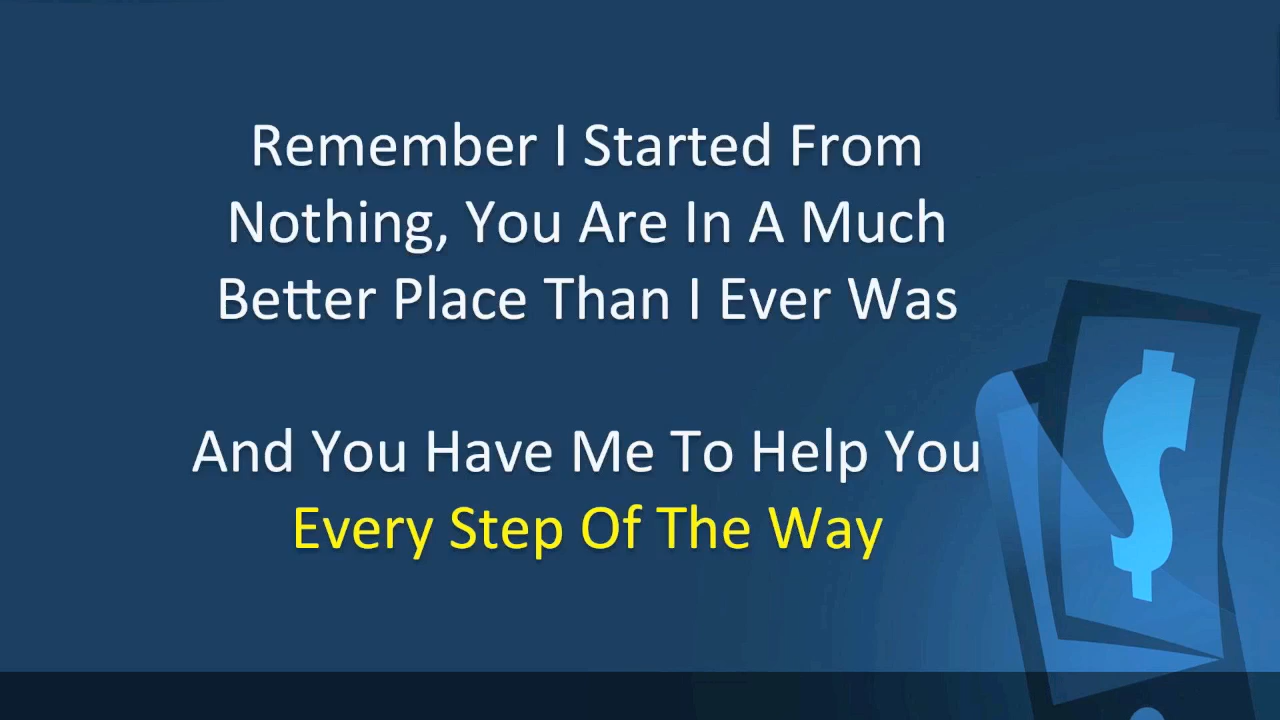 Remember I Started From
Nothing, You Are In A Much
Better Place Than I Ever Was
And You Have Me To Help You
Every Step Of The Way
$